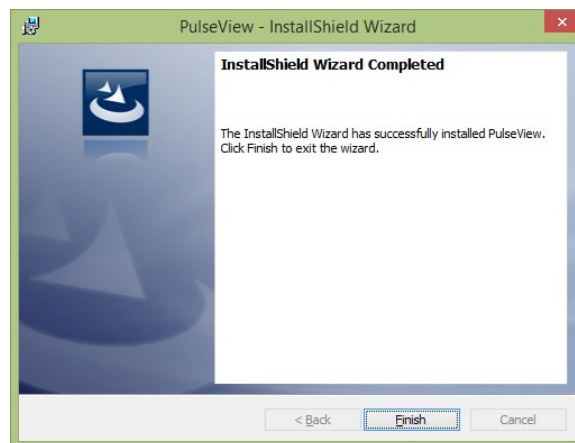 PulseView - InstallShield Wizard
InstallShield Wizard Completed
The InstallShield Wizard has successfully installed PulseView.
Click Finish to exit the wizard.
< Back
Finish
Cancel